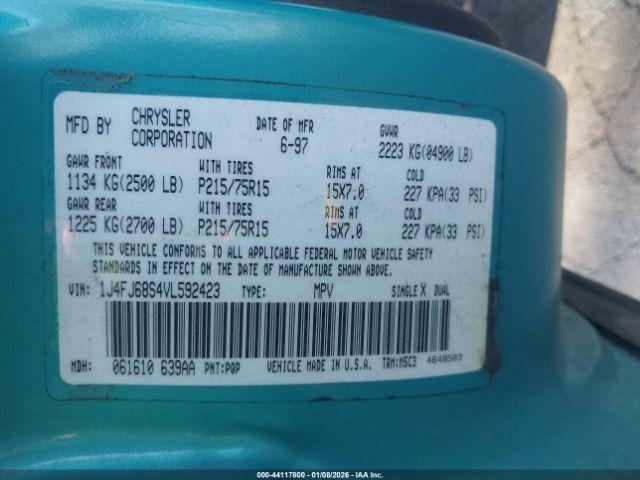 MFD BY CHRYSLER CORPORATION DATE OF MFR 6-97 GVWR 2223 KG(04900 LB)
GAWR FRONT WITH TIRES RIMS AT COLD
1134 KG(2500 LB) P215/75R15 15X7.0 227 KPA(33 PSI)
GAWR REAR WITH TIRES RIMS AT COLD
1225 KG(2700 LB) P215/75R15 15X7.0 227 KPA(33 PSI)
THIS VEHICLE CONFORMS TO ALL APPLICABLE FEDERAL MOTOR VEHICLE SAFETY
STANDARDS IN EFFECT ON THE DATE OF MANUFACTURE SHOWN ABOVE.
VIN: 1J4FJ68S4VL592423 TYPE: MPV SINGLE X DUAL
MDH: 061610 639AA PNT:PQP VEHICLE MADE IN U.S.A. TRM:M5C3 4648503
000-44117800 - 01/08/2026 - IAA Inc.